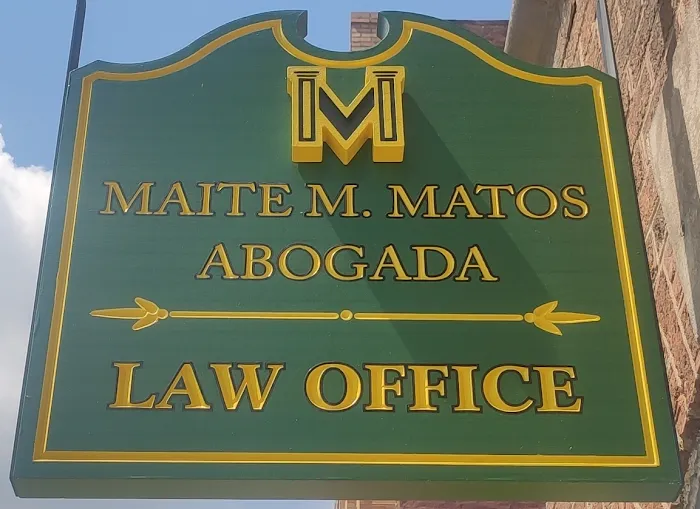 M
MAITE M. MATOS
ABOGADA
LAW OFFICE